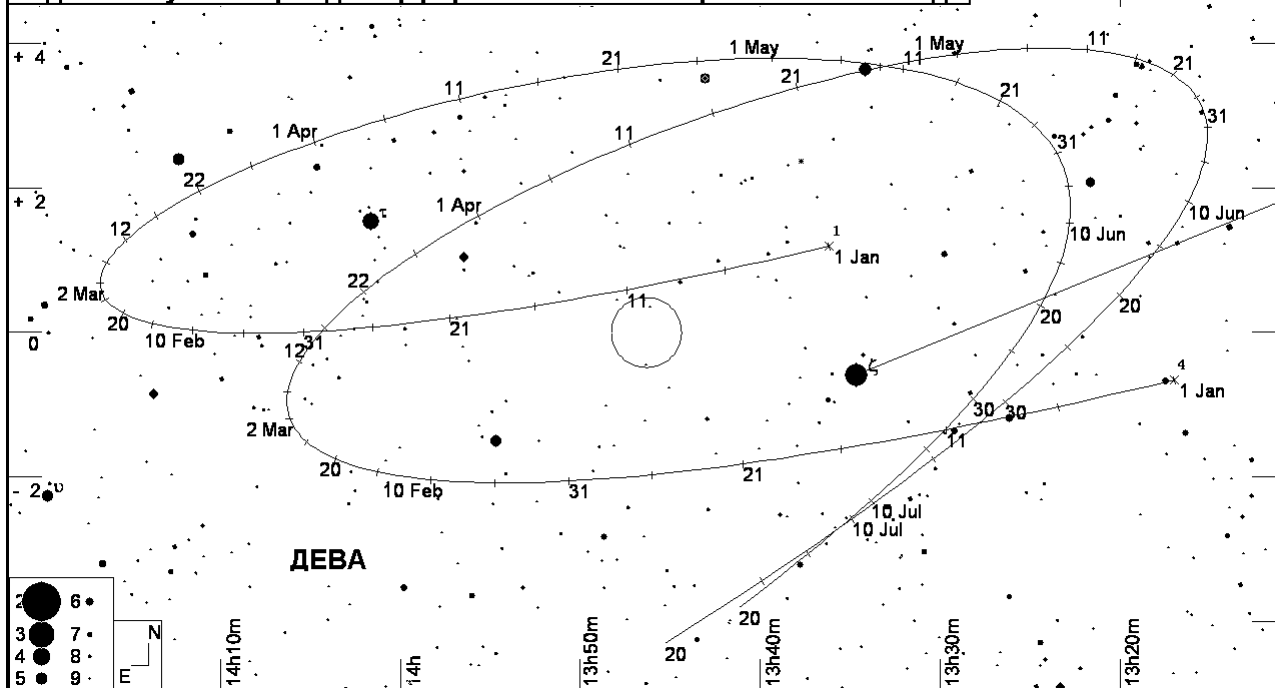 + 4
1 May
1 May
11
21
11
21
21
11
21
1 Apr
11
31
31
22
+ 2
τ
1 Apr
10 Jun
12
10 Jun
1
1 Jan
22
2 Mar
11
20
20
20
10 Feb
21
31
0
12
ζ
4
1 Jan
30
30
2 Mar
11
20
21
10 Feb
31
- 2
υ
10 Jul
10 Jul
ДЕВА
20
20
2
6
3
7
4
8
5
9
N
E
14h10m
14h
13h50m
13h40m
13h30m
13h20m